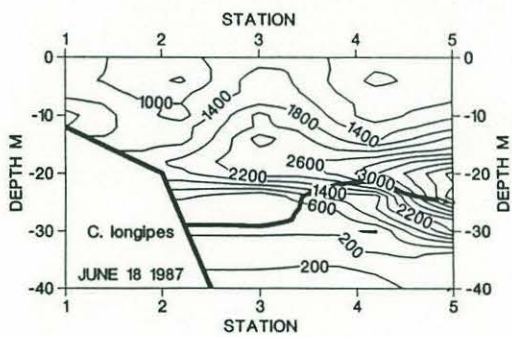 STATION
1 2 3 4 5
0 0
1000 1400 1800 1400
-10 -10
DEPTH M DEPTH M
2600
-20 2200 3000 -20
1400
600 2200
C. longipes
-30 200 -30
JUNE 18 1987 200
-40 -40
1 2 3 4 5
STATION